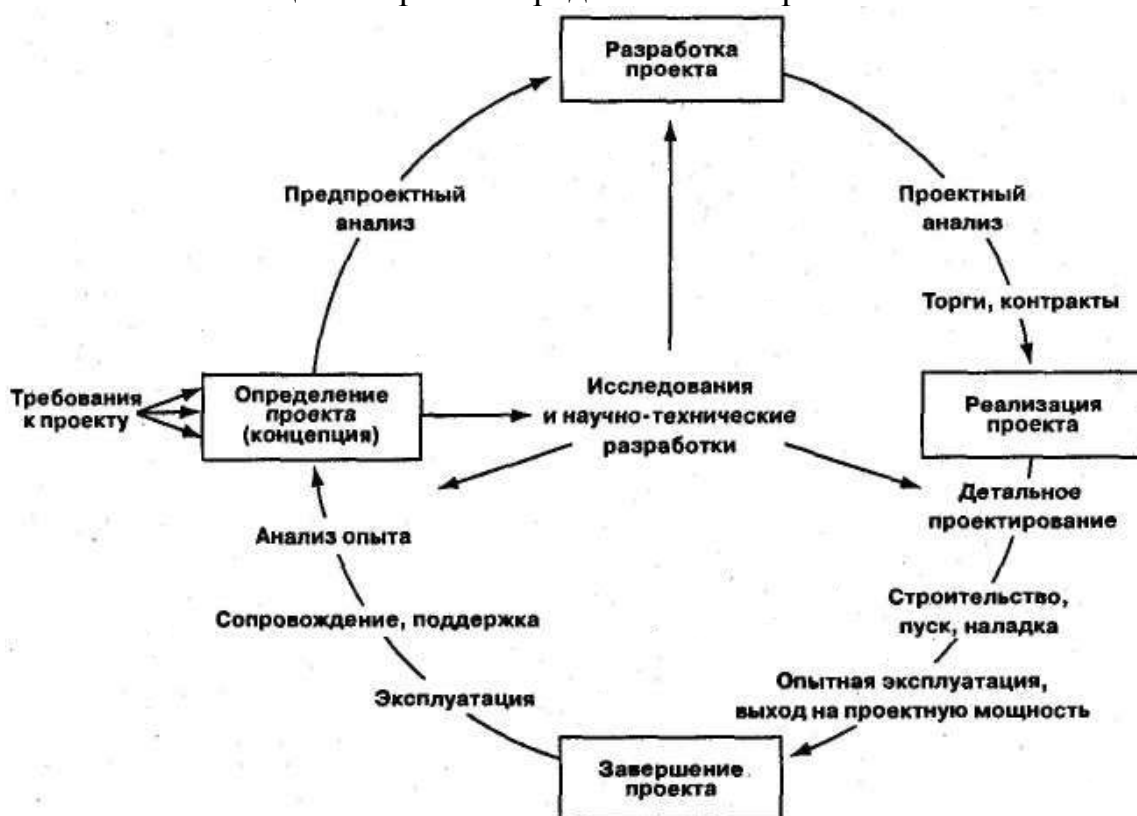 Разработка
проекта
Предпроектный
анализ
Проектный
анализ
Торги, контракты
Требования
к проекту
Определение
проекта
(концепция)
Исследования
и научно-технические
разработки
Реализация
проекта
Детальное
проектирование
Анализ опыта
Строительство,
пуск, наладка
Сопровождение, поддержка
Опытная эксплуатация,
выход на проектную мощность
Эксплуатация
Завершение
проекта